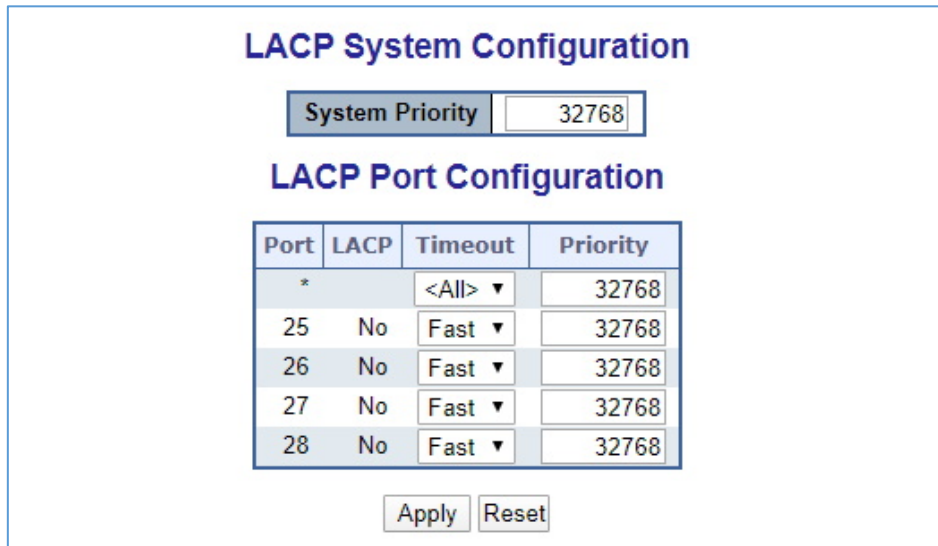 LACP System Configuration
System Priority 32768
LACP Port Configuration
Port LACP Timeout Priority
* <All> 32768
25 No Fast 32768
26 No Fast 32768
27 No Fast 32768
28 No Fast 32768
Apply Reset